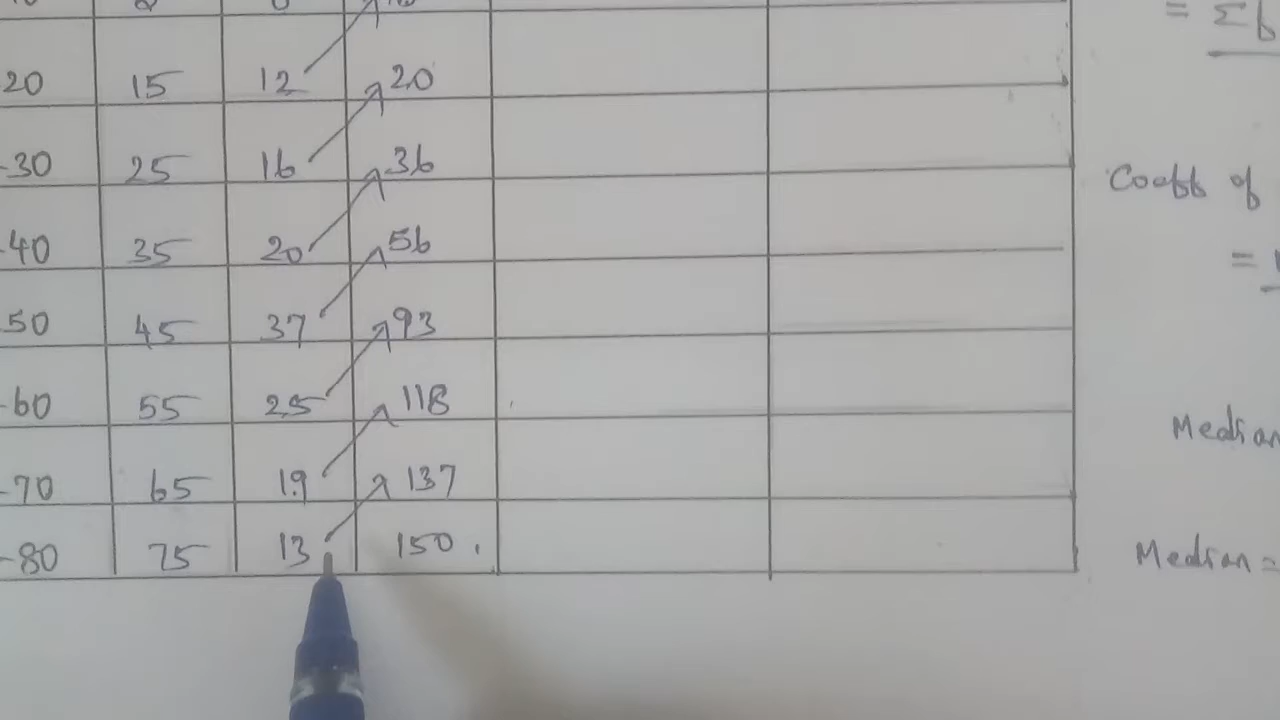 = Σf
20 15 12 20
-30 25 16 36
Coeff of
-40 35 20 56
=
50 45 37 93
-60 55 25 118
Median
-70 65 19 137
-80 75 13 150.
Median =